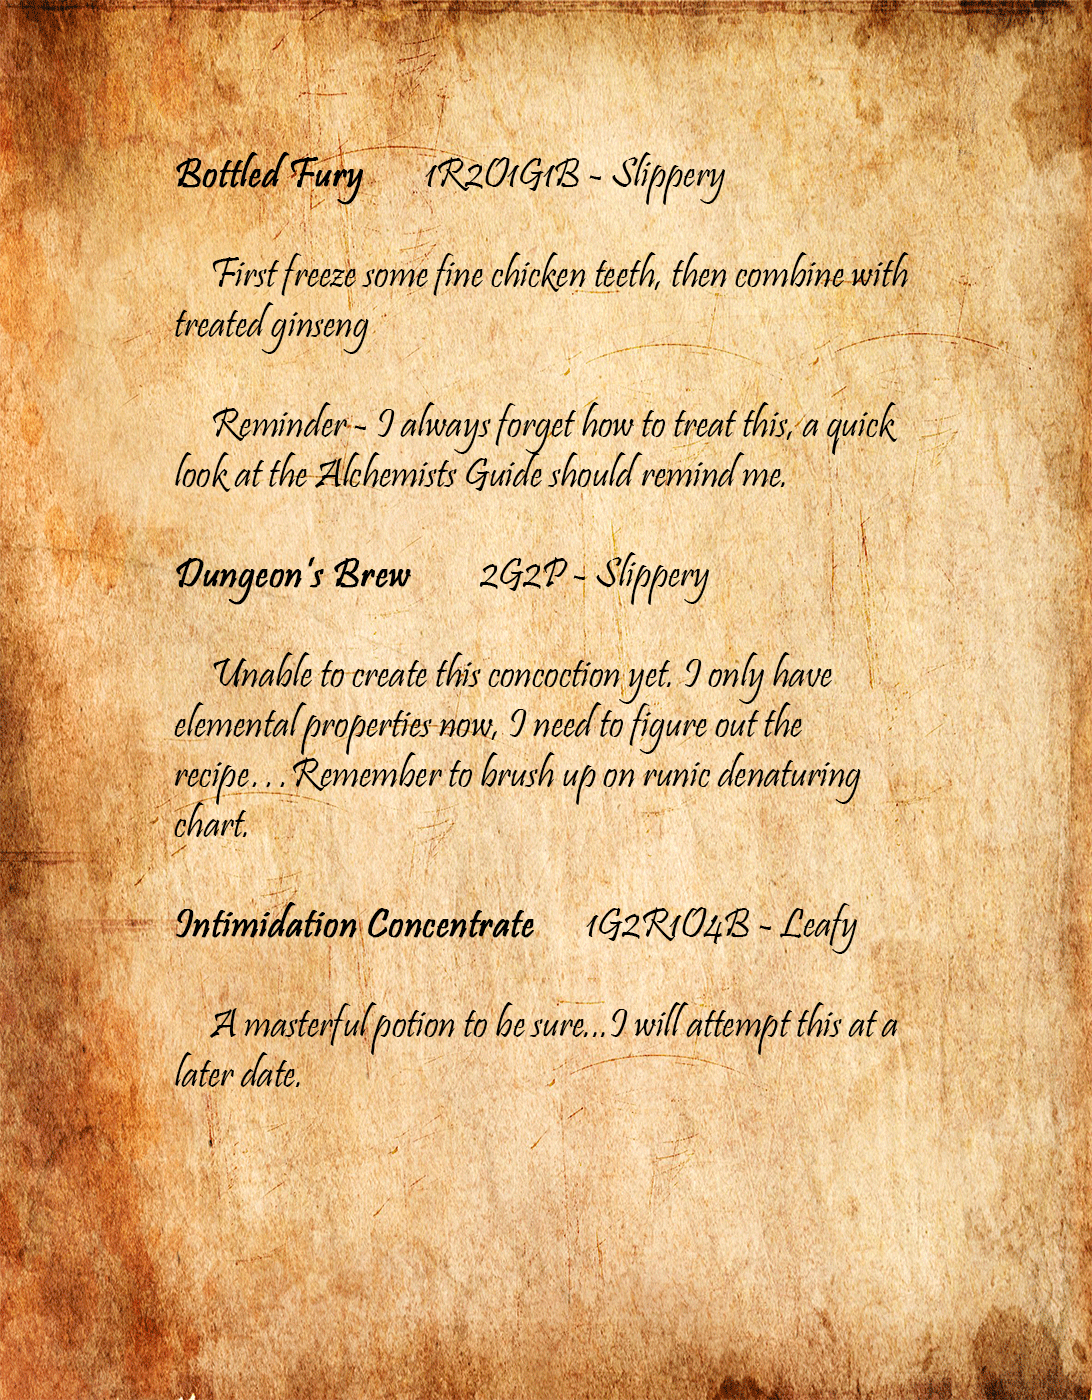 Bottled Fury 1R2O1G1B ~ Slippery
First freeze some fine chicken teeth, then combine with
treated ginseng
Reminder ~ I always forget how to treat this, a quick
look at the Alchemists Guide should remind me.
Dungeon's Brew 2G2P ~ Slippery
Unable to create this concoction yet. I only have
elemental properties now, I need to figure out the
recipe...Remember to brush up on runic denaturing
chart.
Intimidation Concentrate 1G2R1O4B ~ Leafy
A masterful potion to be sure...I will attempt this at a
later date.